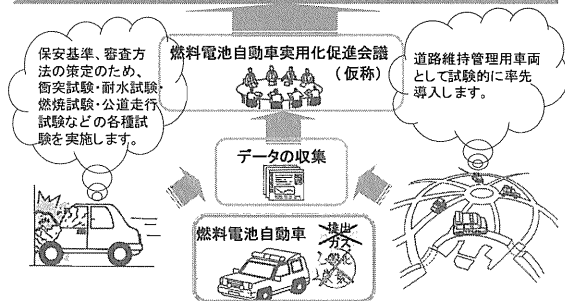 保安基準、審査方
法の策定のため、
衝突試験・耐水試験・
燃焼試験・公道走行
試験などの各種試
験を実施します。
燃料電池自動車実用化促進会議
（仮称）
道路維持管理用車両
として試験的に率先
導入します。
データの収集
燃料電池自動車
排出
ガス